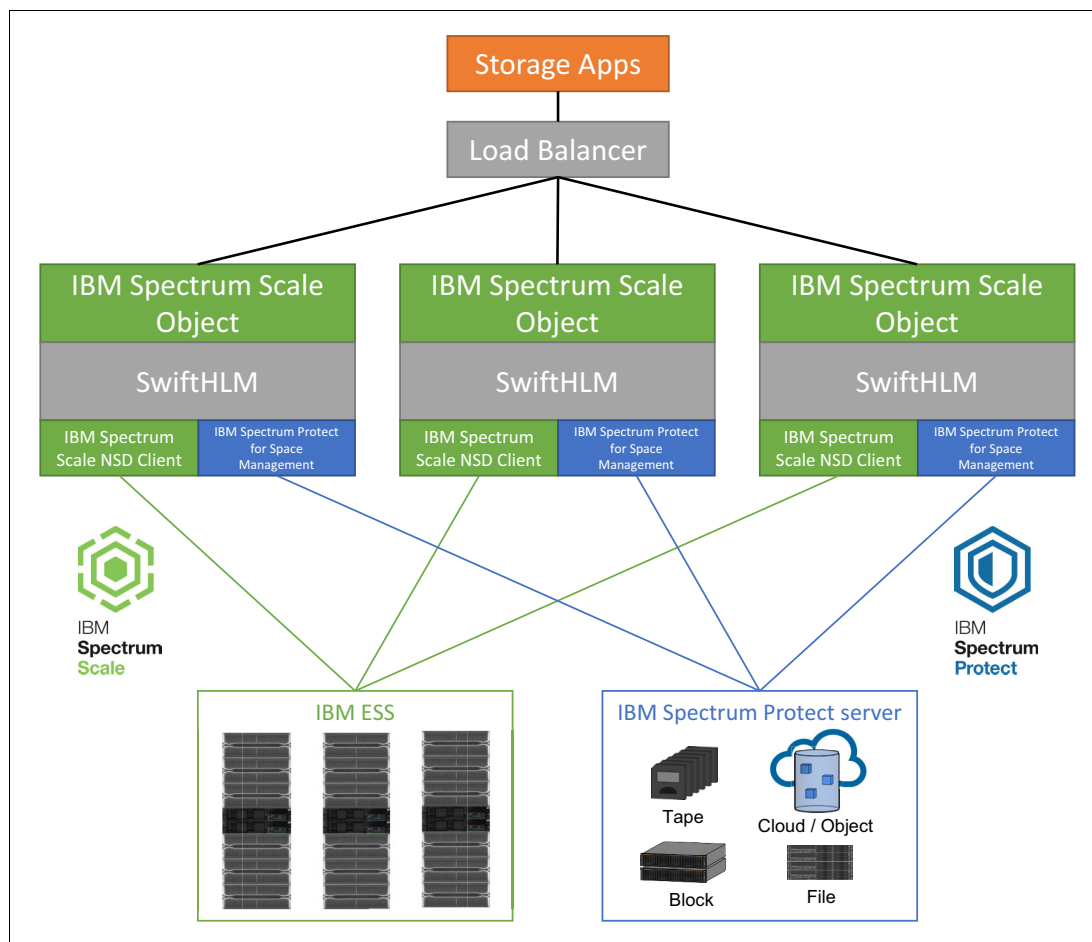 Storage Apps
Load Balancer
IBM Spectrum Scale
Object
IBM Spectrum Scale
Object
IBM Spectrum Scale
Object
SwiftHLM
SwiftHLM
SwiftHLM
IBM Spectrum
Scale NSD Client
IBM Spectrum Protect
for Space
Management
IBM Spectrum
Scale NSD Client
IBM Spectrum Protect
for Space
Management
IBM Spectrum
Scale NSD Client
IBM Spectrum Protect
for Space
Management
IBM
Spectrum
Scale
IBM
Spectrum
Protect
IBM ESS
IBM Spectrum Protect server
Tape
Cloud / Object
Block
File